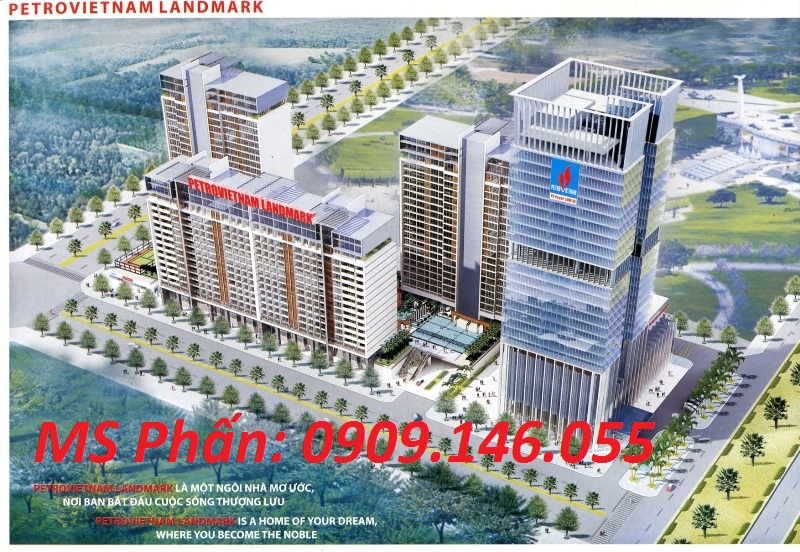 PETROVIETNAM LANDMARK
PETROVIETNAM LANDMARK
PETROVIETNAM
MS Phấn: 0909.146.055
PETROVIETNAM LANDMARK LÀ MỘT NGÔI NHÀ MƠ ƯỚC,
NƠI BẠN BẮT ĐẦU CUỘC SỐNG THƯỢNG LƯU
PETROVIETNAM LANDMARK IS A HOME OF YOUR DREAM,
WHERE YOU BECOME THE NOBLE